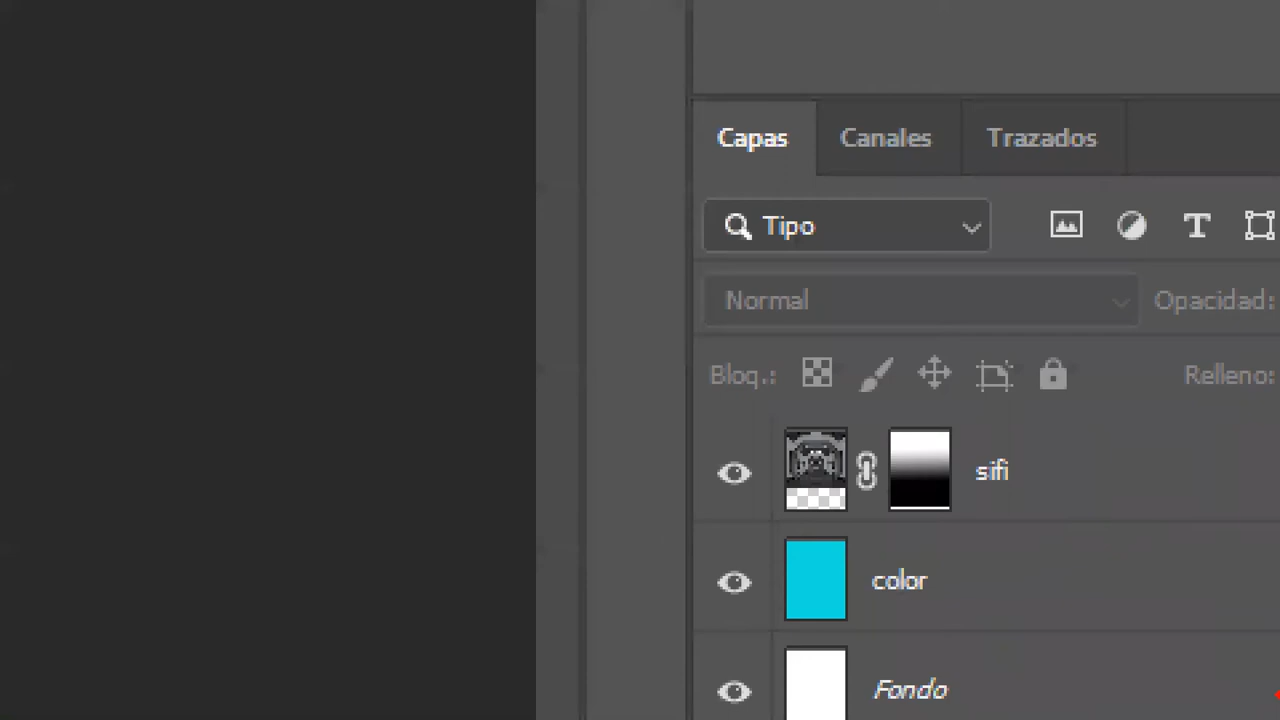 Capas Canales Trazados
Tipo T
Normal Opacidad:
Bloq.: Relleno:
sifi
color
Fondo